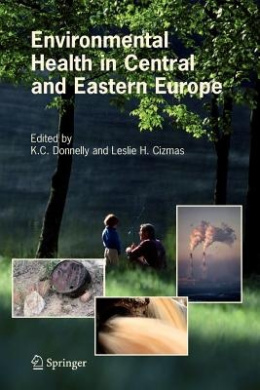 Environmental
Health in Central
and Eastern Europe
Edited by
K.C. Donnelly and Leslie H. Cizmas
Springer